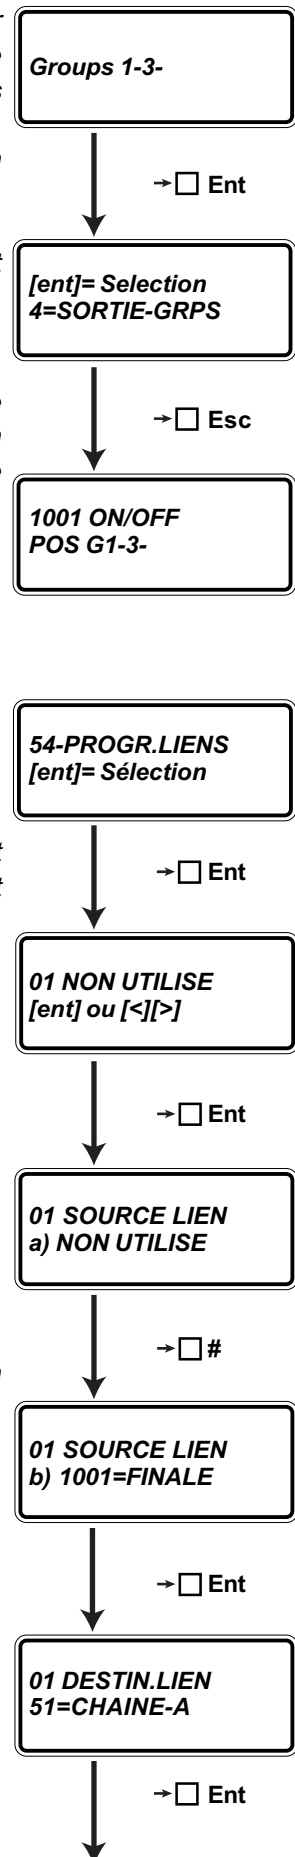 Groups 1-3-
→☐ Ent
[ent]= Selection
4=SORTIE-GRPS
→☐ Esc
1001 ON/OFF
POS G1-3-
54-PROGR.LIENS
[ent]= Sélection
→☐ Ent
01 NON UTILISE
[ent] ou [<][>]
→☐ Ent
01 SOURCE LIEN
a) NON UTILISE
→☐ #
01 SOURCE LIEN
b) 1001=FINALE
→☐ Ent
01 DESTIN.LIEN
51=CHAINE-A
→☐ Ent